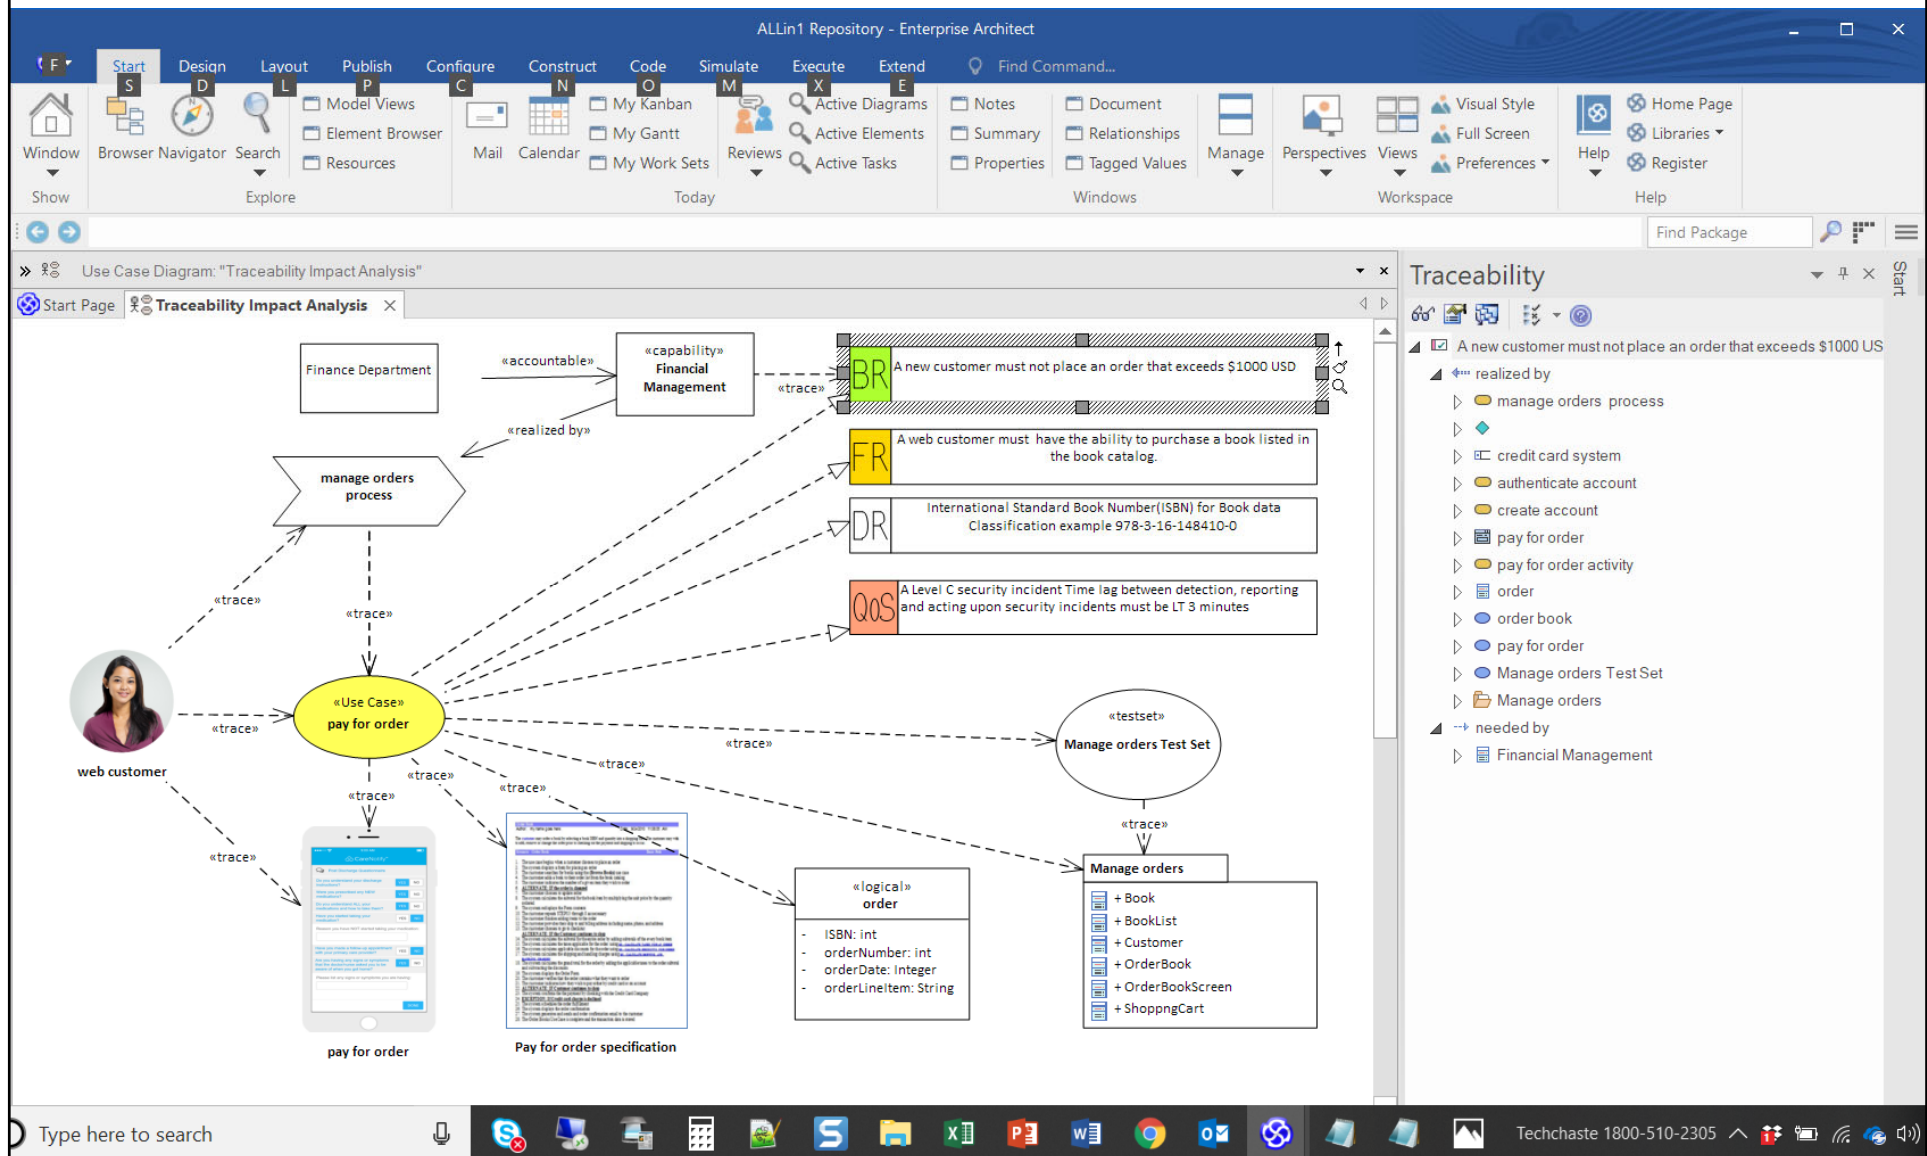 ALLin1 Repository - Enterprise Architect
F
Start Design Layout Publish Configure Construct Code Simulate Execute Extend Find Command...
S D L P C N O M X E
Model Views
Element Browser
Resources
Window
Browser Navigator Search
Show
Explore
Mail Calendar
My Kanban
My Gantt
My Work Sets
Reviews
Active Diagrams
Active Elements
Active Tasks
Today
Notes
Summary
Properties
Document
Relationships
Tagged Values
Manage
Windows
Perspectives Views
Visual Style
Full Screen
Preferences
Workspace
Help
Home Page
Libraries
Register
Help
Find Package
Use Case Diagram: "Traceability Impact Analysis"
Start Page Traceability Impact Analysis
Finance Department
«accountable»
«capability»
Financial
Management
«trace»
BR
A new customer must not place an order that exceeds $1000 USD
«realized by»
FR
A web customer must have the ability to purchase a book listed in
the book catalog.
manage orders
process
DR
International Standard Book Number(ISBN) for Book data
Classification example 978-3-16-148410-0
QoS
A Level C security incident Time lag between detection, reporting
and acting upon security incidents must be LT 3 minutes
«trace»
«trace»
«Use Case»
pay for order
«trace»
web customer
«trace»
«testset»
Manage orders Test Set
«trace»
«trace»
«trace»
«trace»
«trace»
«trace»
«trace»
pay for order
Pay for order specification
«logical»
order
- ISBN: int
- orderNumber: int
- orderDate: Integer
- orderLineItem: String
Manage orders
+ Book
+ BookList
+ Customer
+ OrderBook
+ OrderBookScreen
+ ShoppngCart
Traceability
Start
A new customer must not place an order that exceeds $1000 US
realized by
manage orders process
credit card system
authenticate account
create account
pay for order
pay for order activity
order
order book
pay for order
Manage orders Test Set
Manage orders
needed by
Financial Management
Type here to search
Techchaste 1800-510-2305